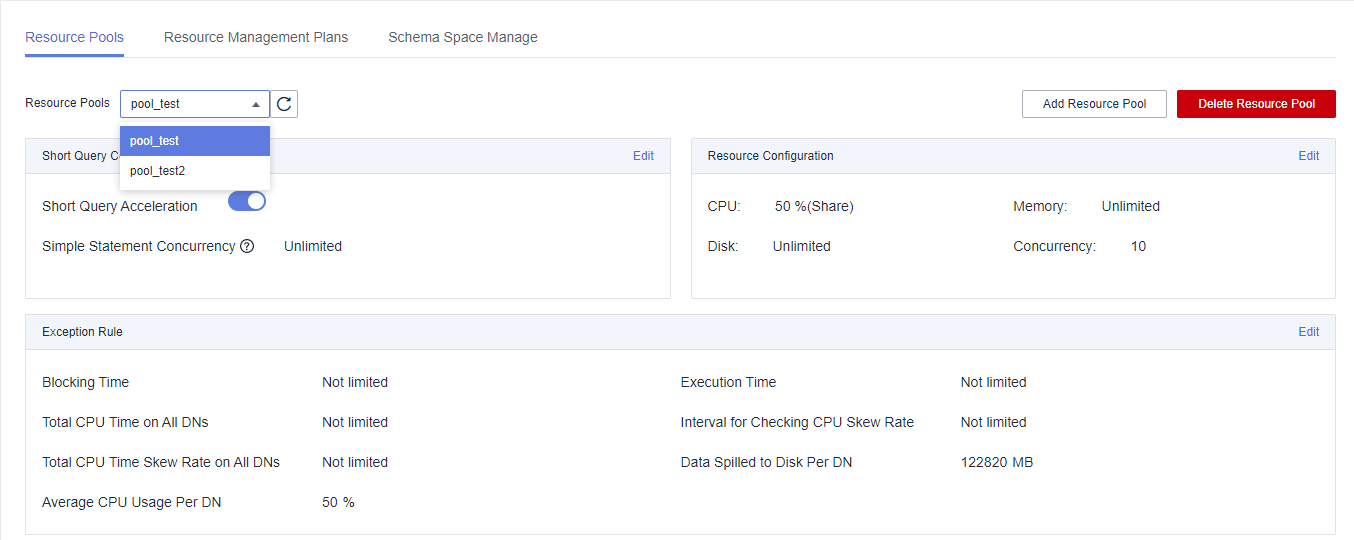 Resource Pools Resource Management Plans Schema Space Manage
Resource Pools pool_test Add Resource Pool Delete Resource Pool
pool_test
pool_test2
Short Query C Edit
Short Query Acceleration
Simple Statement Concurrency ? Unlimited
Resource Configuration Edit
CPU: 50 %(Share) Memory: Unlimited
Disk: Unlimited Concurrency: 10
Exception Rule Edit
Blocking Time Not limited Execution Time Not limited
Total CPU Time on All DNs Not limited Interval for Checking CPU Skew Rate Not limited
Total CPU Time Skew Rate on All DNs Not limited Data Spilled to Disk Per DN 122820 MB
Average CPU Usage Per DN 50 %